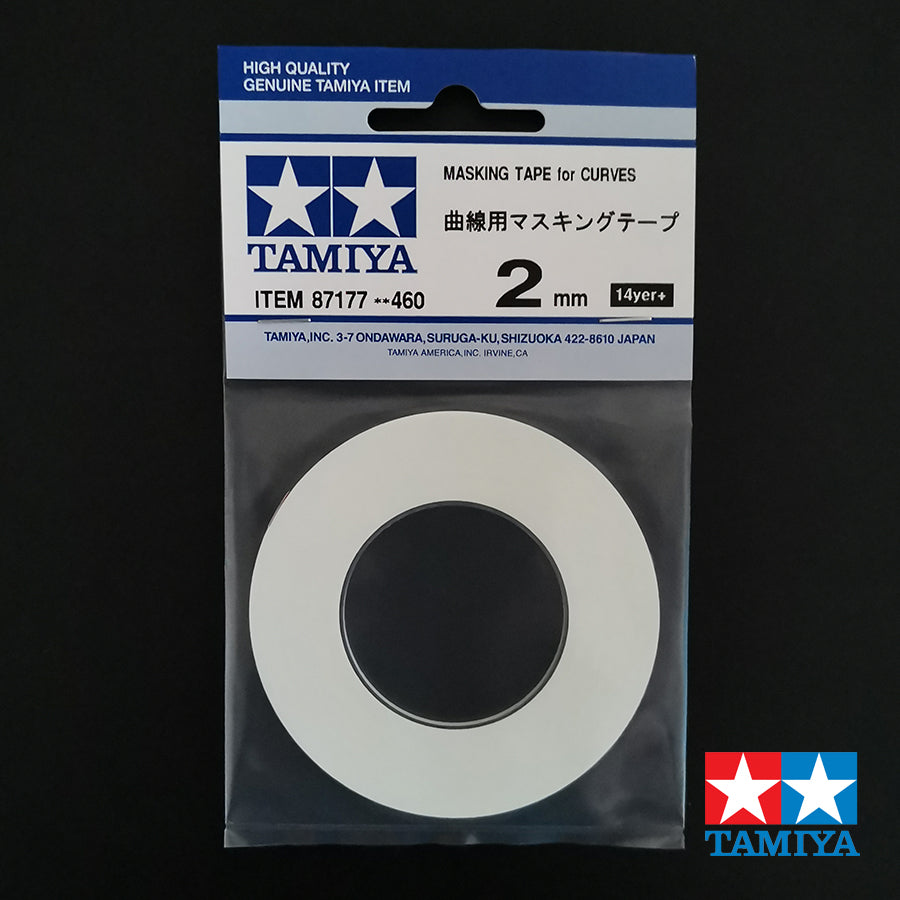 HIGH QUALITY
GENUINE TAMIYA ITEM
TAMIYA
MASKING TAPE for CURVES
曲線用マスキングテープ
2 mm
14yer+
ITEM 87177 **460
TAMIYA,INC. 3-7 ONDAWARA, SURUGA-KU, SHIZUOKA 422-8610 JAPAN
TAMIYA AMERICA, INC. IRVINE, CA
TAMIYA